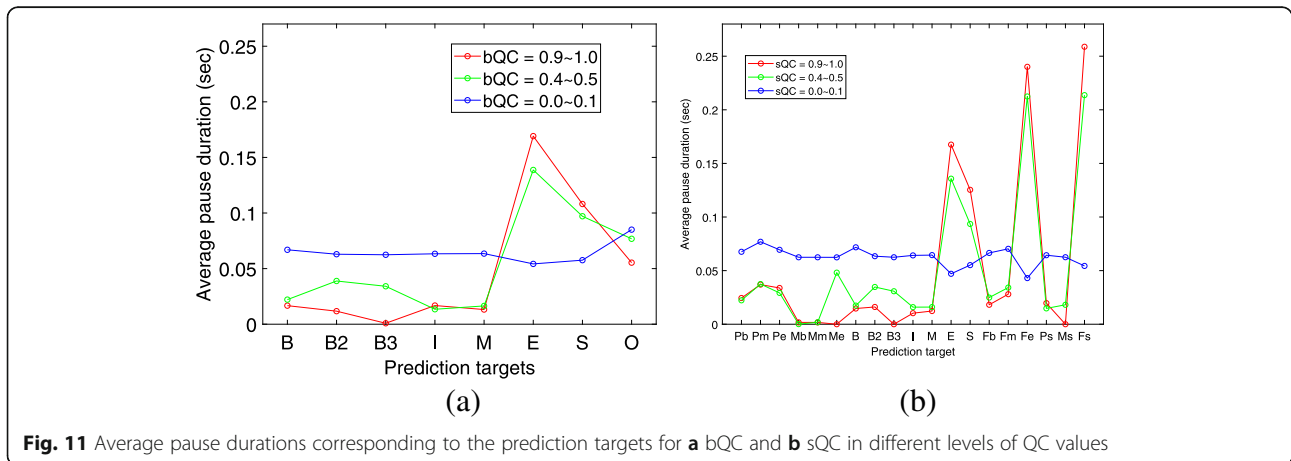 0.25
0.2
0.15
0.1
0.05
0
Average pause duration (sec)
bQC = 0.9~1.0
bQC = 0.4~0.5
bQC = 0.0~0.1
B B2 B3 I M E S O
Prediction targets
(a)
0.25
0.2
0.15
0.1
0.05
0
Average pause duration (sec)
sQC = 0.9~1.0
sQC = 0.4~0.5
sQC = 0.0~0.1
Pb Pm Pe Mb Mm Me B B2 B3 I M E S Fb Fm Fe Ps Ms Fs
Prediction target
(b)
Fig. 11 Average pause durations corresponding to the prediction targets for a bQC and b sQC in different levels of QC values